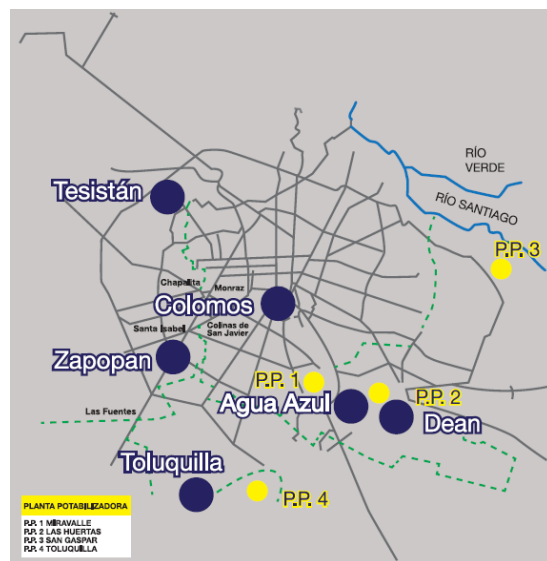 RÍO
VERDE
RÍO SANTIAGO
Tesistán
P.P. 3
Chapalita
Monraz
Colomos
Santa Isabel
Colinas de
San Javier
Zapopan
P.P. 1
P.P. 2
Agua Azul
Dean
Las Fuentes
Toluquilla
P.P. 4
PLANTA POTABILIZADORA
P.P. 1 MIRAVALLE
P.P. 2 LAS HUERTAS
P.P. 3 SAN GASPAR
P.P. 4 TOLUQUILLA